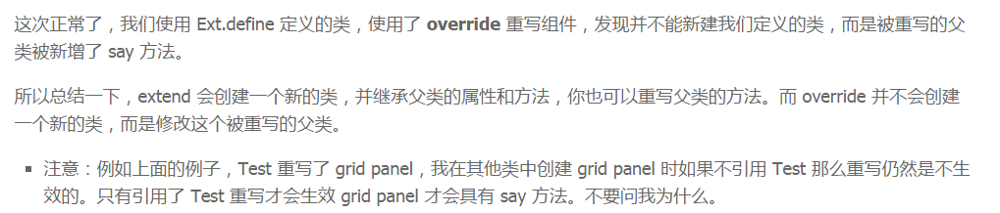 这次正常了，我们使用 Ext.define 定义的类，使用了 override 重写组件，发现并不能新建我们定义的类，而是被重写的父
类被新增了 say 方法。
所以总结一下，extend 会创建一个新的类，并继承父类的属性和方法，你也可以重写父类的方法。而 override 并不会创建
一个新的类，而是修改这个被重写的父类。
▪ 注意：例如上面的例子，Test 重写了 grid panel，我在其他类中创建 grid panel 时如果不引用 Test 那么重写仍然是不生
效的。只有引用了 Test 重写才会生效 grid panel 才会具有 say 方法。不要问我为什么。